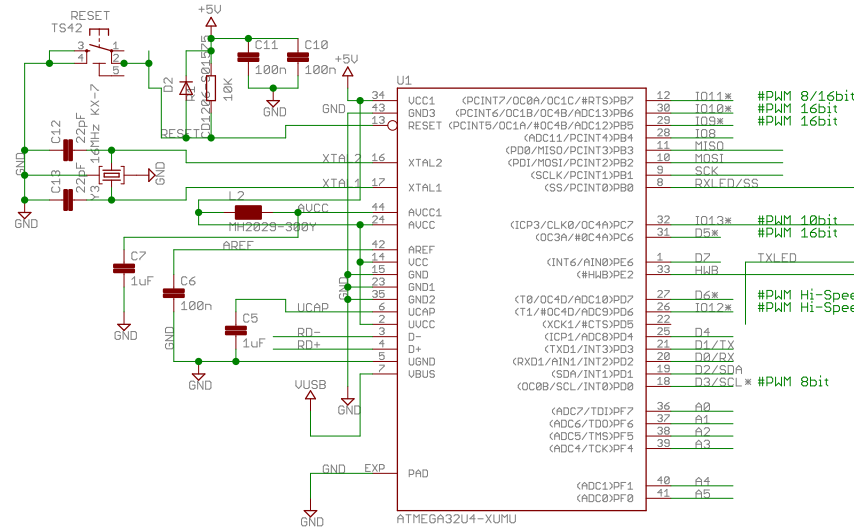 RESET
TS42
3
1
4
2
5
+5V
C11
100n
C10
100n
GND
D2
R1
CD1206-S01575
10K
RESET
+5V
GND
C12
22pF
16MHz KX-7
Y3
C13
22pF
GND
GND
GND
XTAL2
XTAL1
L2
MH2029-300Y
AVCC
AREF
C7
1uF
GND
C6
100n
GND
C5
1uF
UCAP
RD-
RD+
GND
VUSB
GND
GND
GND EXP
GND
U1
34 VCC1 (PCINT7/OC0A/OC1C/#RTS)PB7 12 IO11* #PWM 8/16bit
43 GND3 (PCINT6/OC1B/OC4B/ADC13)PB6 30 IO10* #PWM 16bit
13 RESET (PCINT5/OC1A/#OC4B/ADC12)PB5 29 IO9* #PWM 16bit
(ADC11/PCINT4)PB4 28 IO8
(PDO/MISO/PCINT3)PB3 11 MISO
16 XTAL2 (PDI/MOSI/PCINT2)PB2 10 MOSI
(SCLK/PCINT1)PB1 9 SCK
17 XTAL1 (SS/PCINT0)PB0 8 RXLED/SS
44 AVCC1
24 AVCC (ICP3/CLK0/OC4A)PC7 32 IO13* #PWM 10bit
(OC3A/#OC4A)PC6 31 D5* #PWM 16bit
42 AREF
14 VCC (INT6/AIN0)PE6 1 D7 TXLED
15 GND (#HWB)PE2 33 HWB
23 GND1
35 GND2 (T0/OC4D/ADC10)PD7 27 D6* #PWM Hi-Spee
6 UCAP (T1/#OC4D/ADC9)PD6 26 IO12* #PWM Hi-Spee
2 UVCC (XCK1/#CTS)PD5 22
3 D- (ICP1/ADC8)PD4 25 D4
4 D+ (TXD1/INT3)PD3 21 D1/TX
5 UGND (RXD1/AIN1/INT2)PD2 20 D0/RX
7 VBUS (SDA/INT1)PD1 19 D2/SDA
(OC0B/SCL/INT0)PD0 18 D3/SCL* #PWM 8bit
(ADC7/TDI)PF7 36 A0
(ADC6/TDO)PF6 37 A1
(ADC5/TMS)PF5 38 A2
(ADC4/TCK)PF4 39 A3
PAD
(ADC1)PF1 40 A4
(ADC0)PF0 41 A5
ATMEGA32U4-XUMU